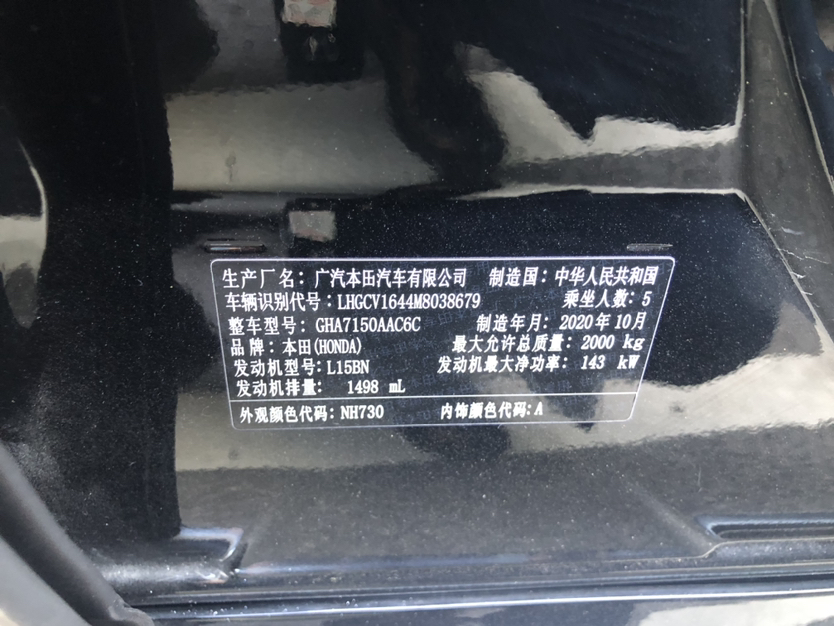 生产厂名：广汽本田汽车有限公司 制造国：中华人民共和国
车辆识别代号：LHGCV1644M8038679 乘坐人数：5
整车型号：GHA7150AAC6C 制造年月：2020年10月
品牌：本田(HONDA) 最大允许总质量：2000 kg
发动机型号：L15BN 发动机最大净功率：143 kW
发动机排量：1498 mL
外观颜色代码：NH730 内饰颜色代码：A